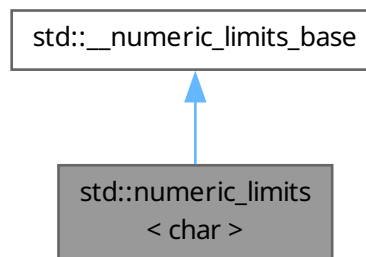 std::__numeric_limits_base
std::numeric_limits
< char >